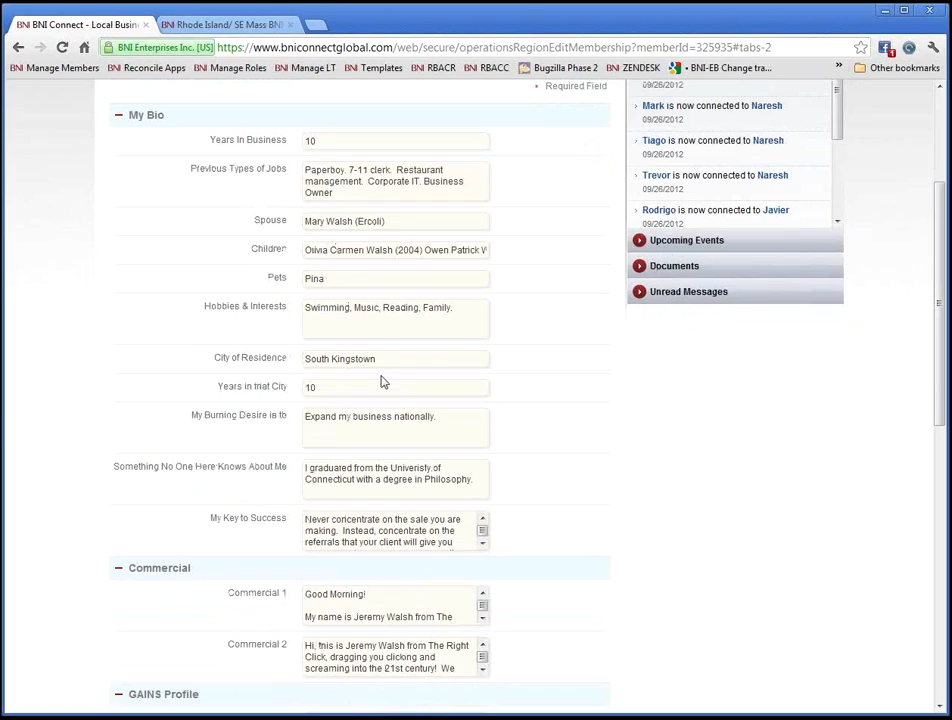 BNI BNI Connect - Local Busin
BNI Rhode Island/ SE Mass BNI
BNI Enterprises Inc. [US]
https://www.bniconnectglobal.com/web/secure/operationsRegionEditMembership?memberId=325935#tabs-2
BNI Manage Members
BNI Reconcile Apps
BNI Manage Roles
BNI Manage LT
BNI Templates
BNI RBACR
BNI RBACC
Bugzilla Phase 2
BNI ZENDESK
BNI-EB Change tra...
»
Other bookmarks
• Required Field
My Bio
Years In Business
10
Previous Types of Jobs
Paperboy. 7-11 clerk. Restaurant
management. Corporate IT. Business
Owner
Spouse
Mary Walsh (Ercoli)
Children
Olivia Carmen Walsh (2004) Owen Patrick W
Pets
Pina
Hobbies & Interests
Swimming, Music, Reading, Family.
City of Residence
South Kingstown
Years in that City
10
My Burning Desire is to
Expand my business nationally.
Something No One Here Knows About Me
I graduated from the Univeristy of
Connecticut with a degree in Philosophy.
My Key to Success
Never concentrate on the sale you are
making. Instead, concentrate on the
referrals that your client will give you
Commercial
Commercial 1
Good Morning!
My name is Jeremy Walsh from The
Commercial 2
Hi, this is Jeremy Walsh from The Right
Click, dragging you clicking and
screaming into the 21st century! We
GAINS Profile
09/26/2012
Mark is now connected to Naresh
09/26/2012
Tiago is now connected to Naresh
09/26/2012
Trevor is now connected to Naresh
09/26/2012
Rodrigo is now connected to Javier
Upcoming Events
Documents
Unread Messages